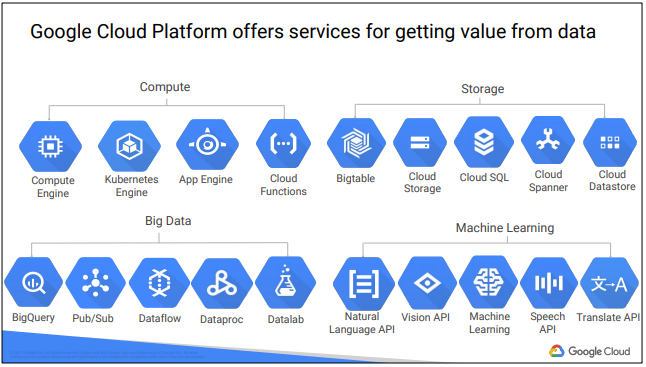 Google Cloud Platform offers services for getting value from data
Compute
Storage
Compute
Engine
Kubernetes
Engine
App Engine
Cloud
Functions
Bigtable
Cloud
Storage
Cloud SQL
Cloud
Spanner
Cloud
Datastore
Big Data
Machine Learning
BigQuery
Pub/Sub
Dataflow
Dataproc
Datalab
Natural
Language API
Vision API
Machine
Learning
Speech
API
文→A
Translate API
Google Cloud